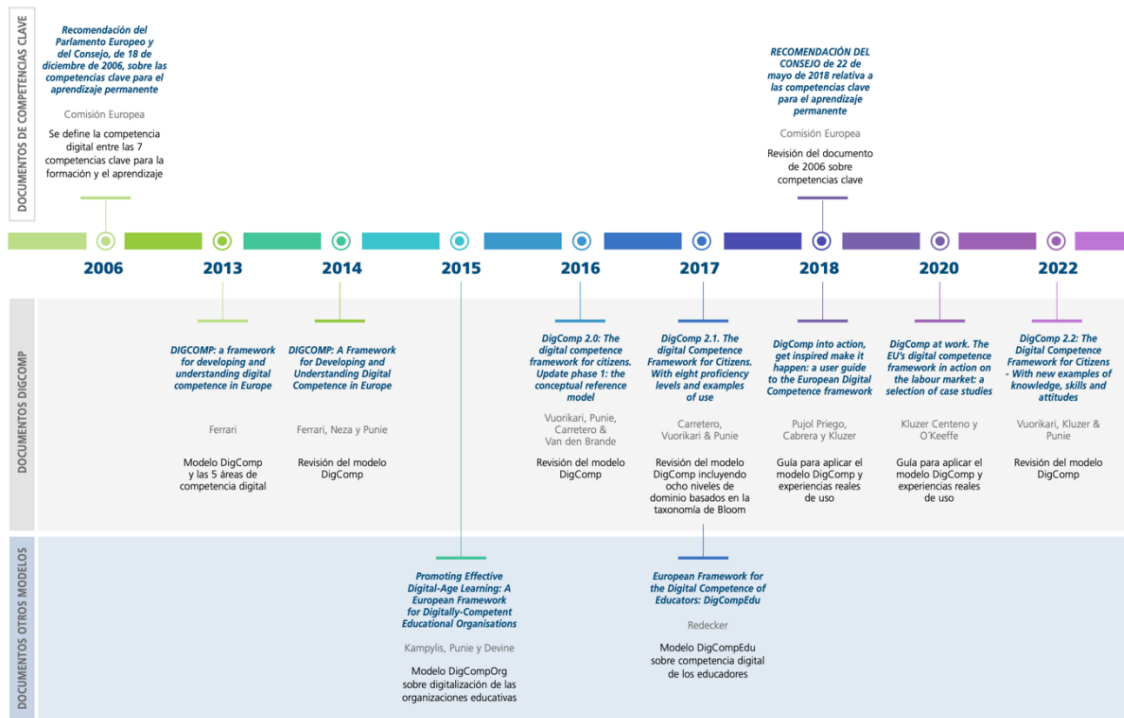 DOCUMENTOS DE COMPETENCIAS CLAVE
Recomendación del
Parlamento Europeo y
del Consejo, de 18 de
diciembre de 2006, sobre las
competencias clave para el
aprendizaje permanente
Comisión Europea
Se define la competencia
digital entre las 7
competencias clave para la
formación y el aprendizaje
RECOMENDACIÓN DEL
CONSEJO de 22 de
mayo de 2018 relativa a
las competencias clave
para el aprendizaje
permanente
Comisión Europea
Revisión del documento
de 2006 sobre
competencias clave
2006
2013
2014
2015
2016
2017
2018
2020
2022
DOCUMENTOS DIGCOMP
DIGCOMP: a framework
for developing and
understanding digital
competence in Europe
Ferrari
Modelo DigComp
y las 5 áreas de
competencia digital
DIGCOMP: A Framework
for Developing and
Understanding Digital
Competence in Europe
Ferrari, Neza y Punie
Revisión del modelo
DigComp
DigComp 2.0: The
digital competence
framework for citizens.
Update phase 1: the
conceptual reference
model
Vuorikari, Punie,
Carretero &
Van den Brande
Revisión del modelo
DigComp
DigComp 2.1. The
digital Competence
Framework for Citizens.
With eight proficiency
levels and examples
of use
Carretero,
Vuorikari & Punie
Revisión del modelo
DigComp incluyendo
ocho niveles de
dominio basados en la
taxonomía de Bloom
DigComp into action,
get inspired make it
happen: a user guide
to the European Digital
Competence framework
Pujol Priego,
Cabrera y Kluzer
Guía para aplicar el
modelo DigComp y
experiencias reales
de uso
DigComp at work. The
EU's digital competence
framework in action on
the labour market: a
selection of case studies
Kluzer Centeno y
O´Keeffe
Guía para aplicar el
modelo DigComp y
experiencias reales
de uso
DigComp 2.2: The
Digital Competence
Framework for Citizens
- With new examples of
knowledge, skills and
attitudes
Vuorikari, Kluzer &
Punie
Revisión del modelo
DigComp
DOCUMENTOS OTROS MODELOS
Promoting Effective
Digital-Age Learning: A
European Framework
for Digitally-Competent
Educational Organisations
Kampylis, Punie y Devine
Modelo DigCompOrg
sobre digitalización de las
organizaciones educativas
European Framework for
the Digital Competence of
Educators: DigCompEdu
Redecker
Modelo DigCompEdu
sobre competencia digital
de los educadores